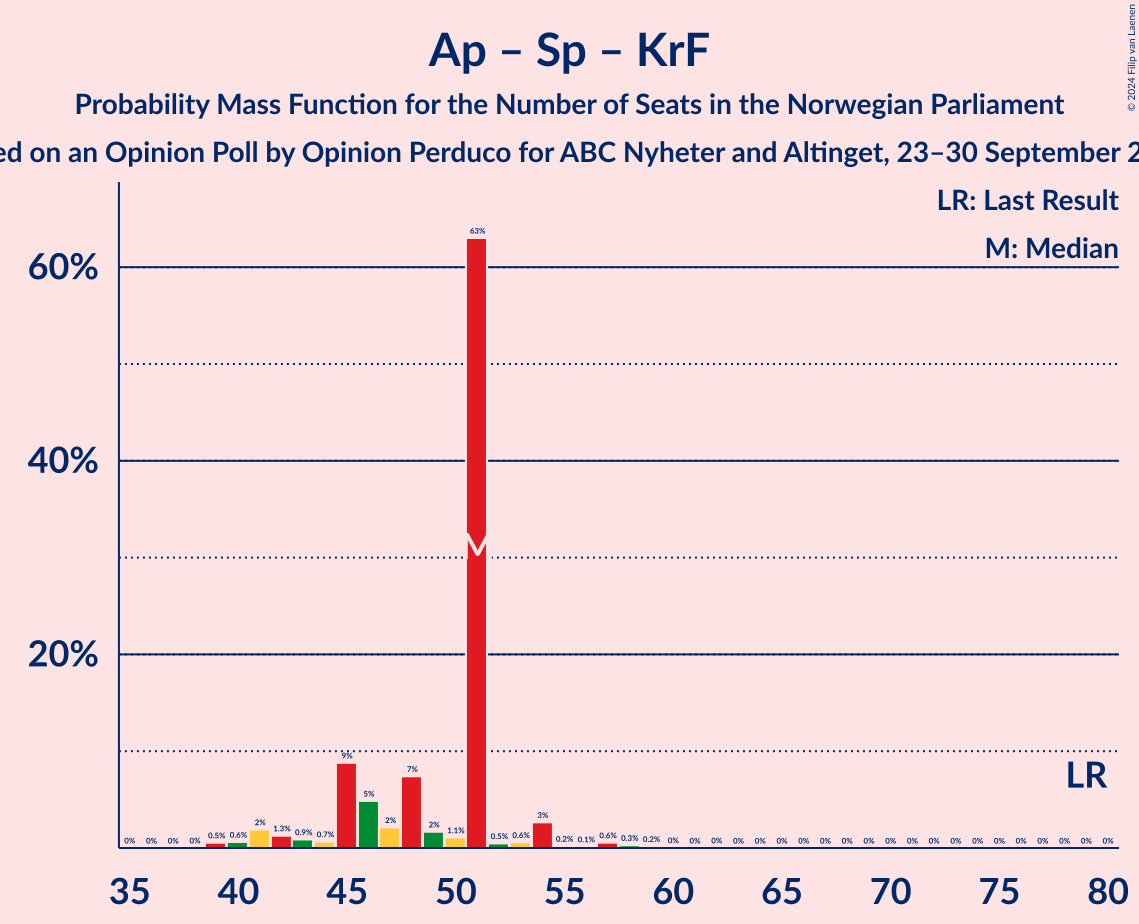 Ap – Sp – KrF
Probability Mass Function for the Number of Seats in the Norwegian Parliament
on an Opinion Poll by Opinion Perduco for ABC Nyheter and Altinget, 23–30 September
© 2024 Filip van Laenen
LR: Last Result
M: Median
60%
40%
20%
63%
M
LR
0% 0% 0% 0% 0.5% 0.6% 2% 1.3% 0.9% 0.7% 9% 5% 2% 7% 2% 1.1% 0.5% 0.6% 3% 0.2% 0.1% 0.6% 0.3% 0.2% 0% 0% 0% 0% 0% 0% 0% 0% 0% 0% 0% 0% 0% 0% 0% 0% 0% 0% 0% 0% 0%
35 40 45 50 55 60 65 70 75 80